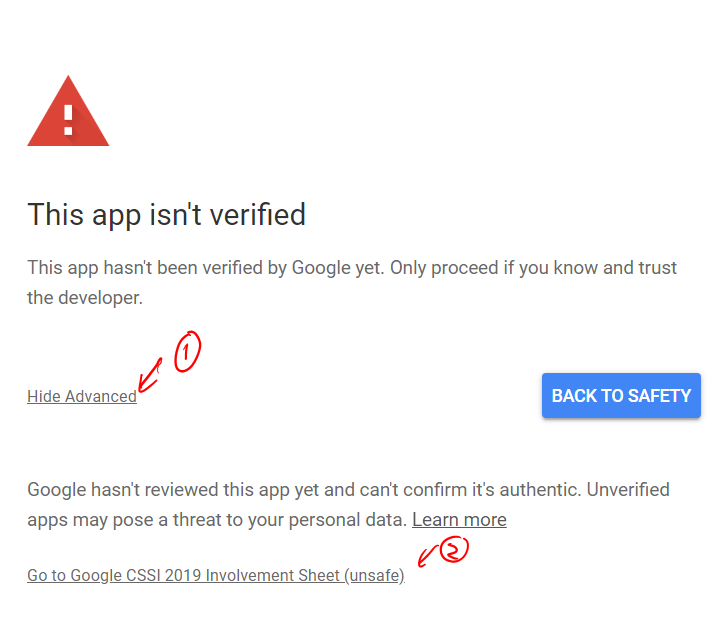 This app isn't verified
This app hasn't been verified by Google yet. Only proceed if you know and trust
the developer.
1
Hide Advanced
BACK TO SAFETY
Google hasn't reviewed this app yet and can't confirm it's authentic. Unverified
apps may pose a threat to your personal data. Learn more
2
Go to Google CSSI 2019 Involvement Sheet (unsafe)